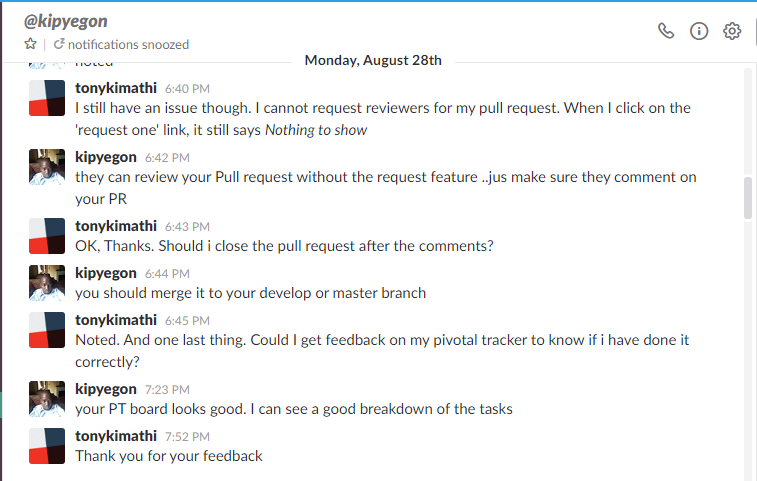 @kipyegon
notifications snoozed
Monday, August 28th
noted
tonykimathi 6:40 PM
I still have an issue though. I cannot request reviewers for my pull request. When I click on the
'request one' link, it still says Nothing to show
kipyegon 6:42 PM
they can review your Pull request without the request feature ..jus make sure they comment on
your PR
tonykimathi 6:43 PM
OK, Thanks. Should i close the pull request after the comments?
kipyegon 6:44 PM
you should merge it to your develop or master branch
tonykimathi 6:45 PM
Noted. And one last thing. Could I get feedback on my pivotal tracker to know if i have done it
correctly?
kipyegon 7:23 PM
your PT board looks good. I can see a good breakdown of the tasks
tonykimathi 7:52 PM
Thank you for your feedback